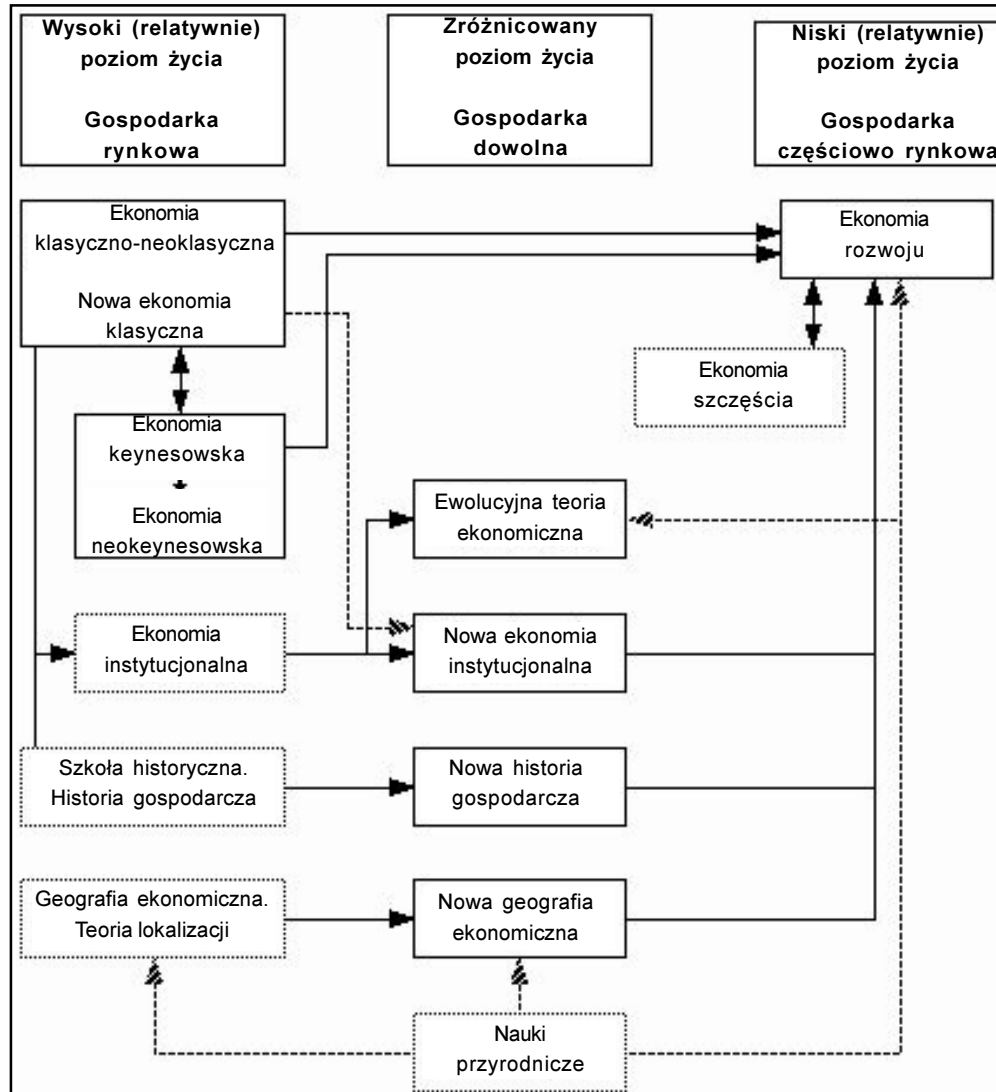 Wysoki (relatywnie)
poziom życia
Gospodarka
rynkowa
Zróżnicowany
poziom życia
Gospodarka
dowolna
Niski (relatywnie)
poziom życia
Gospodarka
częściowo rynkowa
Ekonomia
klasyczno-neoklasyczna
Nowa ekonomia
klasyczna
Ekonomia
rozwoju
Ekonomia
szczęścia
Ekonomia
keynesowska
+
Ekonomia
neokeynesowska
Ewolucyjna teoria
ekonomiczna
Ekonomia
instytucjonalna
Nowa ekonomia
instytucjonalna
Szkoła historyczna.
Historia gospodarcza
Nowa historia
gospodarcza
Geografia ekonomiczna.
Teoria lokalizacji
Nowa geografia
ekonomiczna
Nauki
przyrodnicze